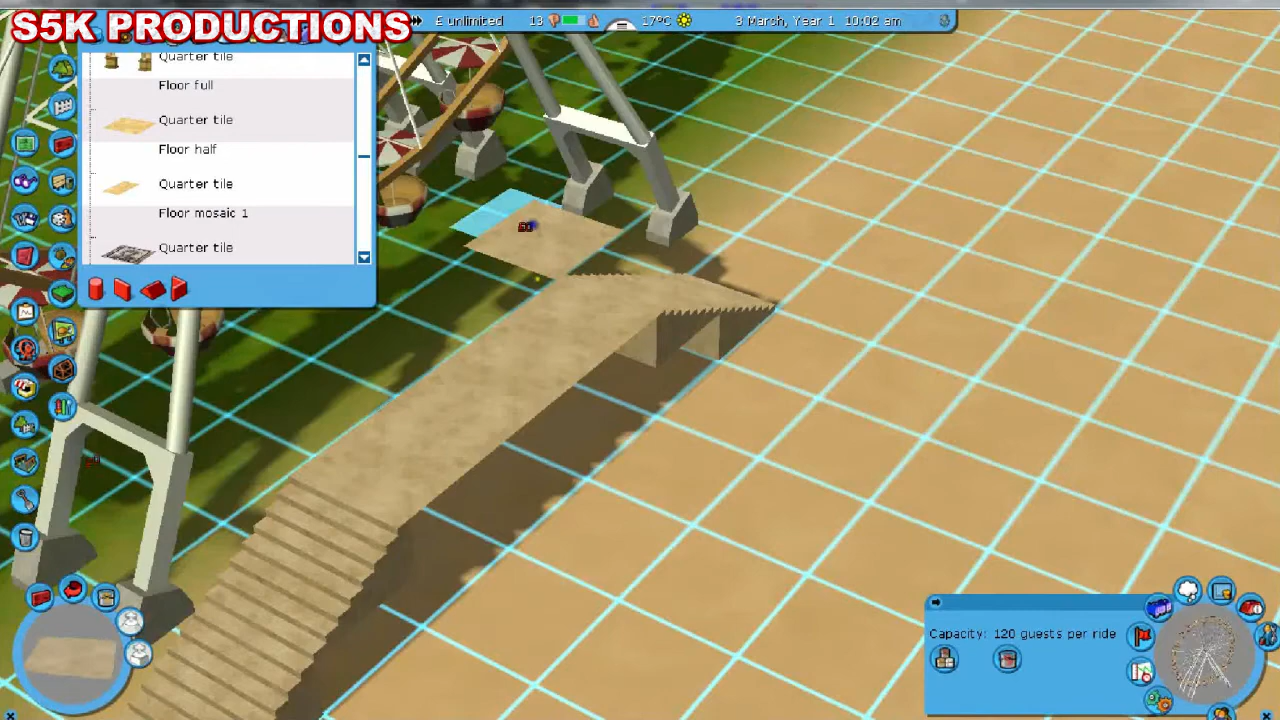 S5K PRODUCTIONS
£ unlimited 13 17ºC 3 March, Year 1 10:02 am
Quarter tile
Floor full
Quarter tile
Floor half
Quarter tile
Floor mosaic 1
Quarter tile
Capacity: 120 guests per ride